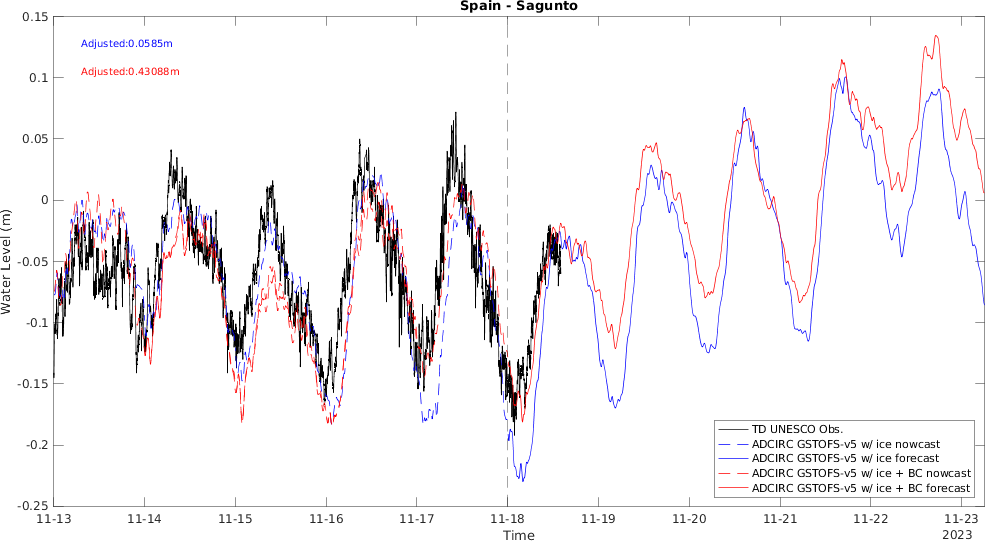 Spain - Sagunto
0.15
0.1
0.05
0
-0.05
-0.1
-0.15
-0.2
-0.25
Water Level (m)
Adjusted:0.0585m
Adjusted:0.43088m
TD UNESCO Obs.
ADCIRC GSTOFS-v5 w/ ice nowcast
ADCIRC GSTOFS-v5 w/ ice forecast
ADCIRC GSTOFS-v5 w/ ice + BC nowcast
ADCIRC GSTOFS-v5 w/ ice + BC forecast
11-13 11-14 11-15 11-16 11-17 11-18 11-19 11-20 11-21 11-22 11-23
Time
2023